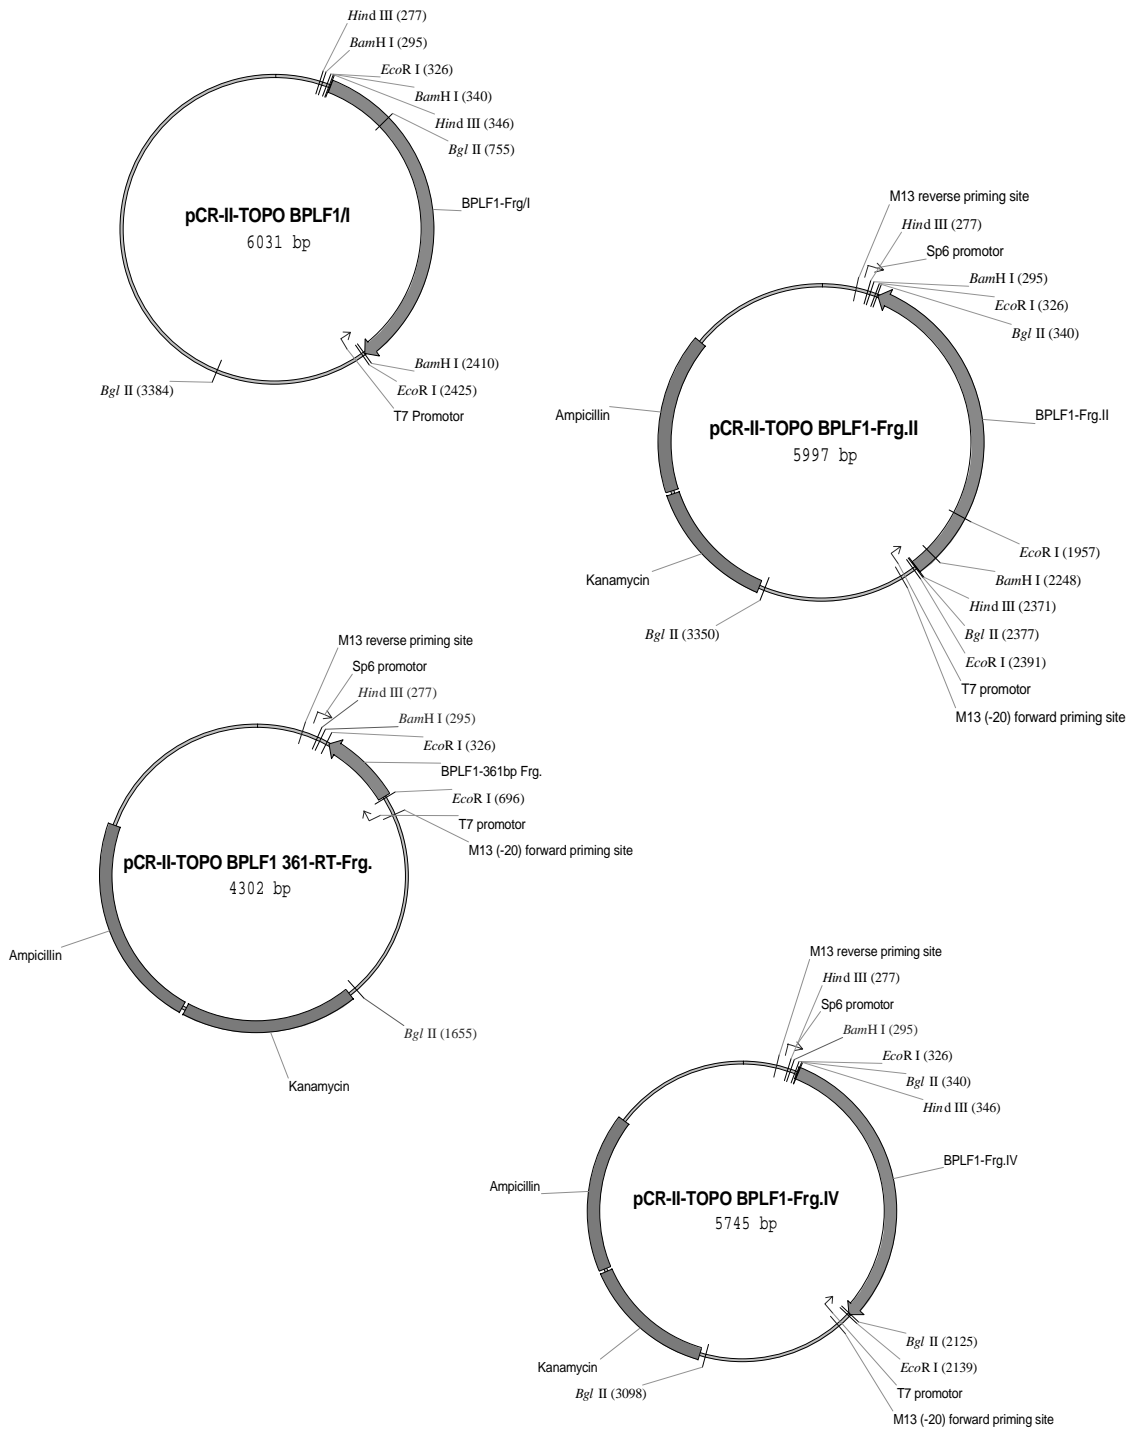 Hind III (277)
BamH I (295)
EcoR I (326)
BamH I (340)
Hind III (346)
Bgl II (755)
BPLF1-Frg/I
pCR-II-TOPO BPLF1/I
6031 bp
BamH I (2410)
EcoR I (2425)
T7 Promotor
Bgl II (3384)
M13 reverse priming site
Hind III (277)
Sp6 promotor
BamH I (295)
EcoR I (326)
Bgl II (340)
Ampicillin
BPLF1-Frg.II
pCR-II-TOPO BPLF1-Frg.II
5997 bp
EcoR I (1957)
Kanamycin
BamH I (2248)
Hind III (2371)
Bgl II (3350)
Bgl II (2377)
EcoR I (2391)
T7 promotor
M13 (-20) forward priming site
M13 reverse priming site
Sp6 promotor
Hind III (277)
BamH I (295)
EcoR I (326)
BPLF1-361bp Frg.
EcoR I (696)
T7 promotor
M13 (-20) forward priming site
pCR-II-TOPO BPLF1 361-RT-Frg.
4302 bp
Ampicillin
Bgl II (1655)
Kanamycin
M13 reverse priming site
Hind III (277)
Sp6 promotor
BamH I (295)
EcoR I (326)
Bgl II (340)
Hind III (346)
BPLF1-Frg.IV
Ampicillin
pCR-II-TOPO BPLF1-Frg.IV
5745 bp
Bgl II (2125)
Kanamycin
EcoR I (2139)
Bgl II (3098)
T7 promotor
M13 (-20) forward priming site